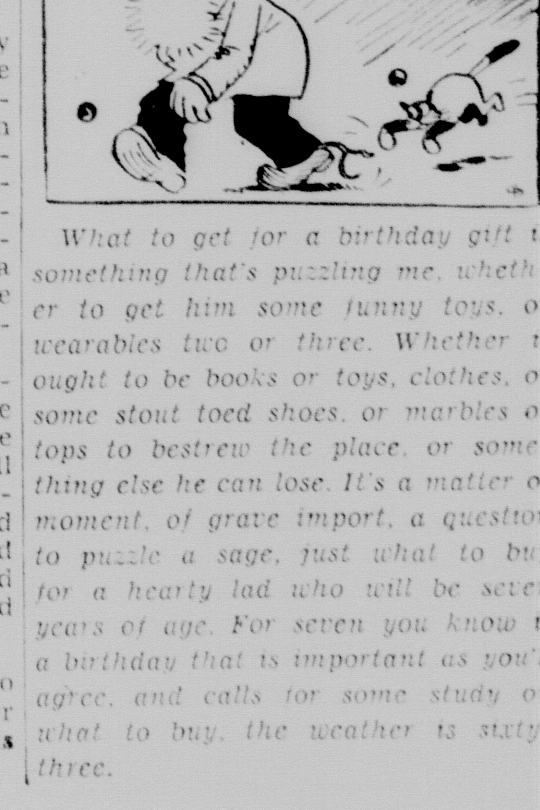 What to get for a birthday gift i
something that's puzzling me, wheth-
er to get him some funny toys, o
wearables two or three. Whether i
ought to be books or toys, clothes, o
some stout toed shoes, or marbles o
tops to bestrew the place, or some-
thing else he can lose. It's a matter o
moment, of grave import, a question
to puzzle a sage, just what to bu
for a hearty lad who will be seve
years of age. For seven you know i
a birthday that is important as you'l
agree, and calls for some study o
what to buy, the weather is sixty
three.